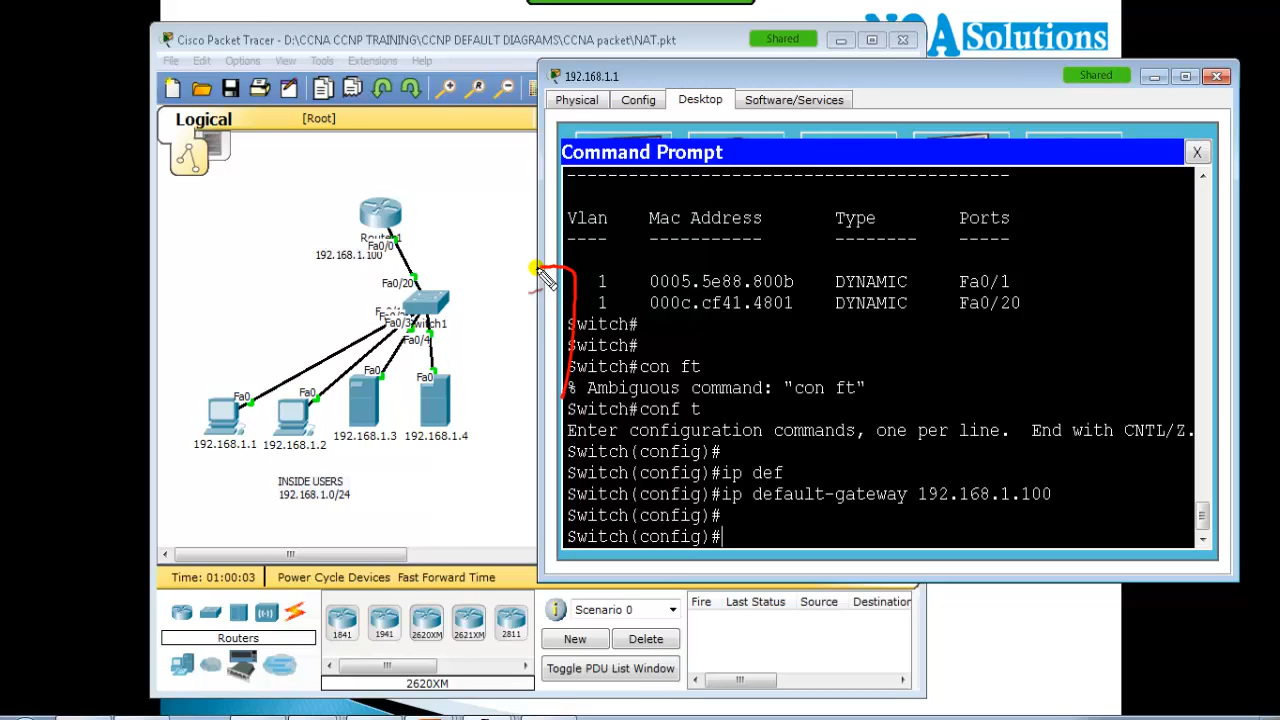 A Solutions
Cisco Packet Tracer - D:\CCNA CCNP TRAINING\CCNP DEFAULT DIAGRAMS\CCNA packet\NAT.pkt
Shared
File Edit Options View Tools Extensions Help
Logical
[Root]
Router1
Fa0/0
192.168.1.100
Fa0/20
Fa0/3
Switch1
Fa0/4
Fa0
Fa0
Fa0
Fa0
192.168.1.1
192.168.1.2
192.168.1.3
192.168.1.4
INSIDE USERS
192.168.1.0/24
192.168.1.1
Shared
Physical Config Desktop Software/Services
Command Prompt
X
-------------------------------------------
Vlan Mac Address Type Ports
---- ----------- -------- -----
1 0005.5e88.800b DYNAMIC Fa0/1
1 000c.cf41.4801 DYNAMIC Fa0/20
Switch#
Switch#
Switch#con ft
% Ambiguous command: "con ft"
Switch#conf t
Enter configuration commands, one per line. End with CNTL/Z.
Switch(config)#
Switch(config)#ip def
Switch(config)#ip default-gateway 192.168.1.100
Switch(config)#
Switch(config)#
Time: 01:00:03
Power Cycle Devices Fast Forward Time
Routers
1841
1941
2620XM
2621XM
2811
2620XM
Scenario 0
New
Delete
Toggle PDU List Window
Fire Last Status Source Destination